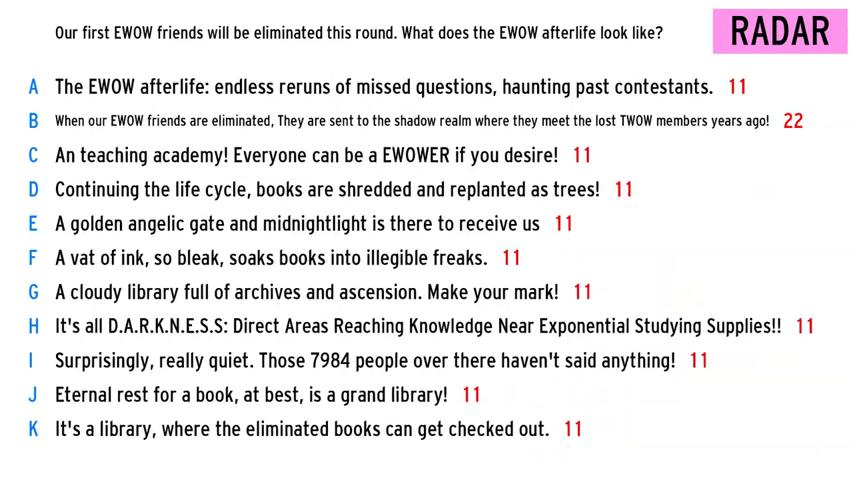 Our first EWOW friends will be eliminated this round. What does the EWOW afterlife look like?
RADAR
A The EWOW afterlife: endless reruns of missed questions, haunting past contestants. 11
B When our EWOW friends are eliminated, They are sent to the shadow realm where they meet the lost TWOW members years ago! 22
C An teaching academy! Everyone can be a EWOWER if you desire! 11
D Continuing the life cycle, books are shredded and replanted as trees! 11
E A golden angelic gate and midnightlight is there to receive us 11
F A vat of ink, so bleak, soaks books into illegible freaks. 11
G A cloudy library full of archives and ascension. Make your mark! 11
H It's all D.A.R.K.N.E.S.S: Direct Areas Reaching Knowledge Near Exponential Studying Supplies!! 11
I Surprisingly, really quiet. Those 7984 people over there haven't said anything! 11
J Eternal rest for a book, at best, is a grand library! 11
K It's a library, where the eliminated books can get checked out. 11